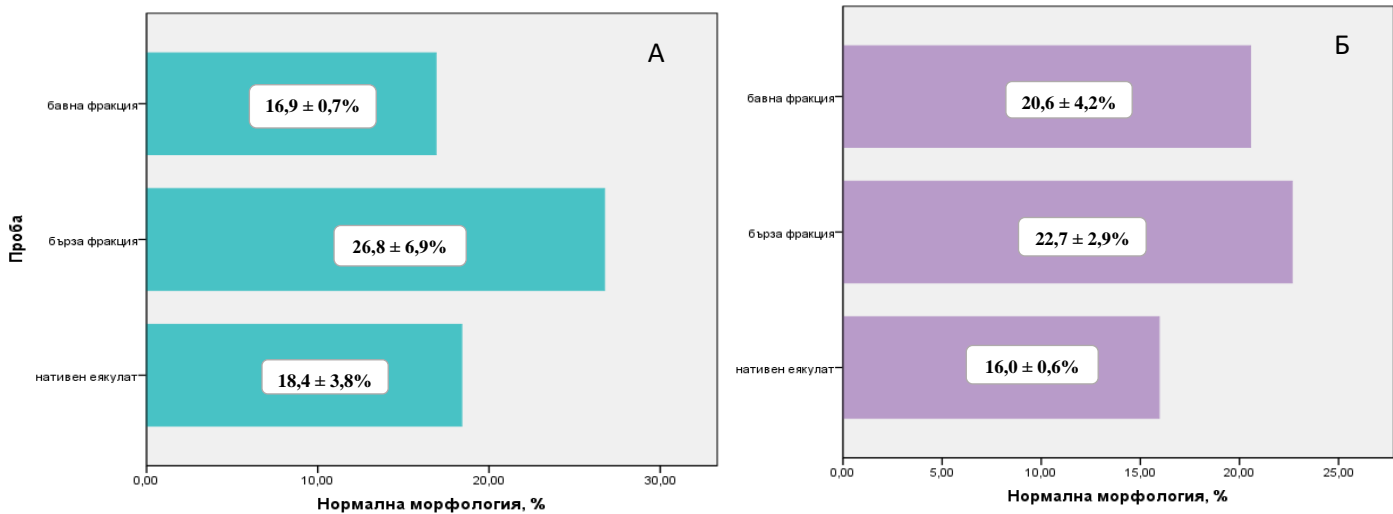 А
Проба
бавна фракция
16,9 ± 0,7%
бърза фракция
26,8 ± 6,9%
нативен еякулат
18,4 ± 3,8%
0,00 10,00 20,00 30,00
Нормална морфология, %
Б
бавна фракция
20,6 ± 4,2%
бърза фракция
22,7 ± 2,9%
нативен еякулат
16,0 ± 0,6%
0,00 5,00 10,00 15,00 20,00 25,00
Нормална морфология, %